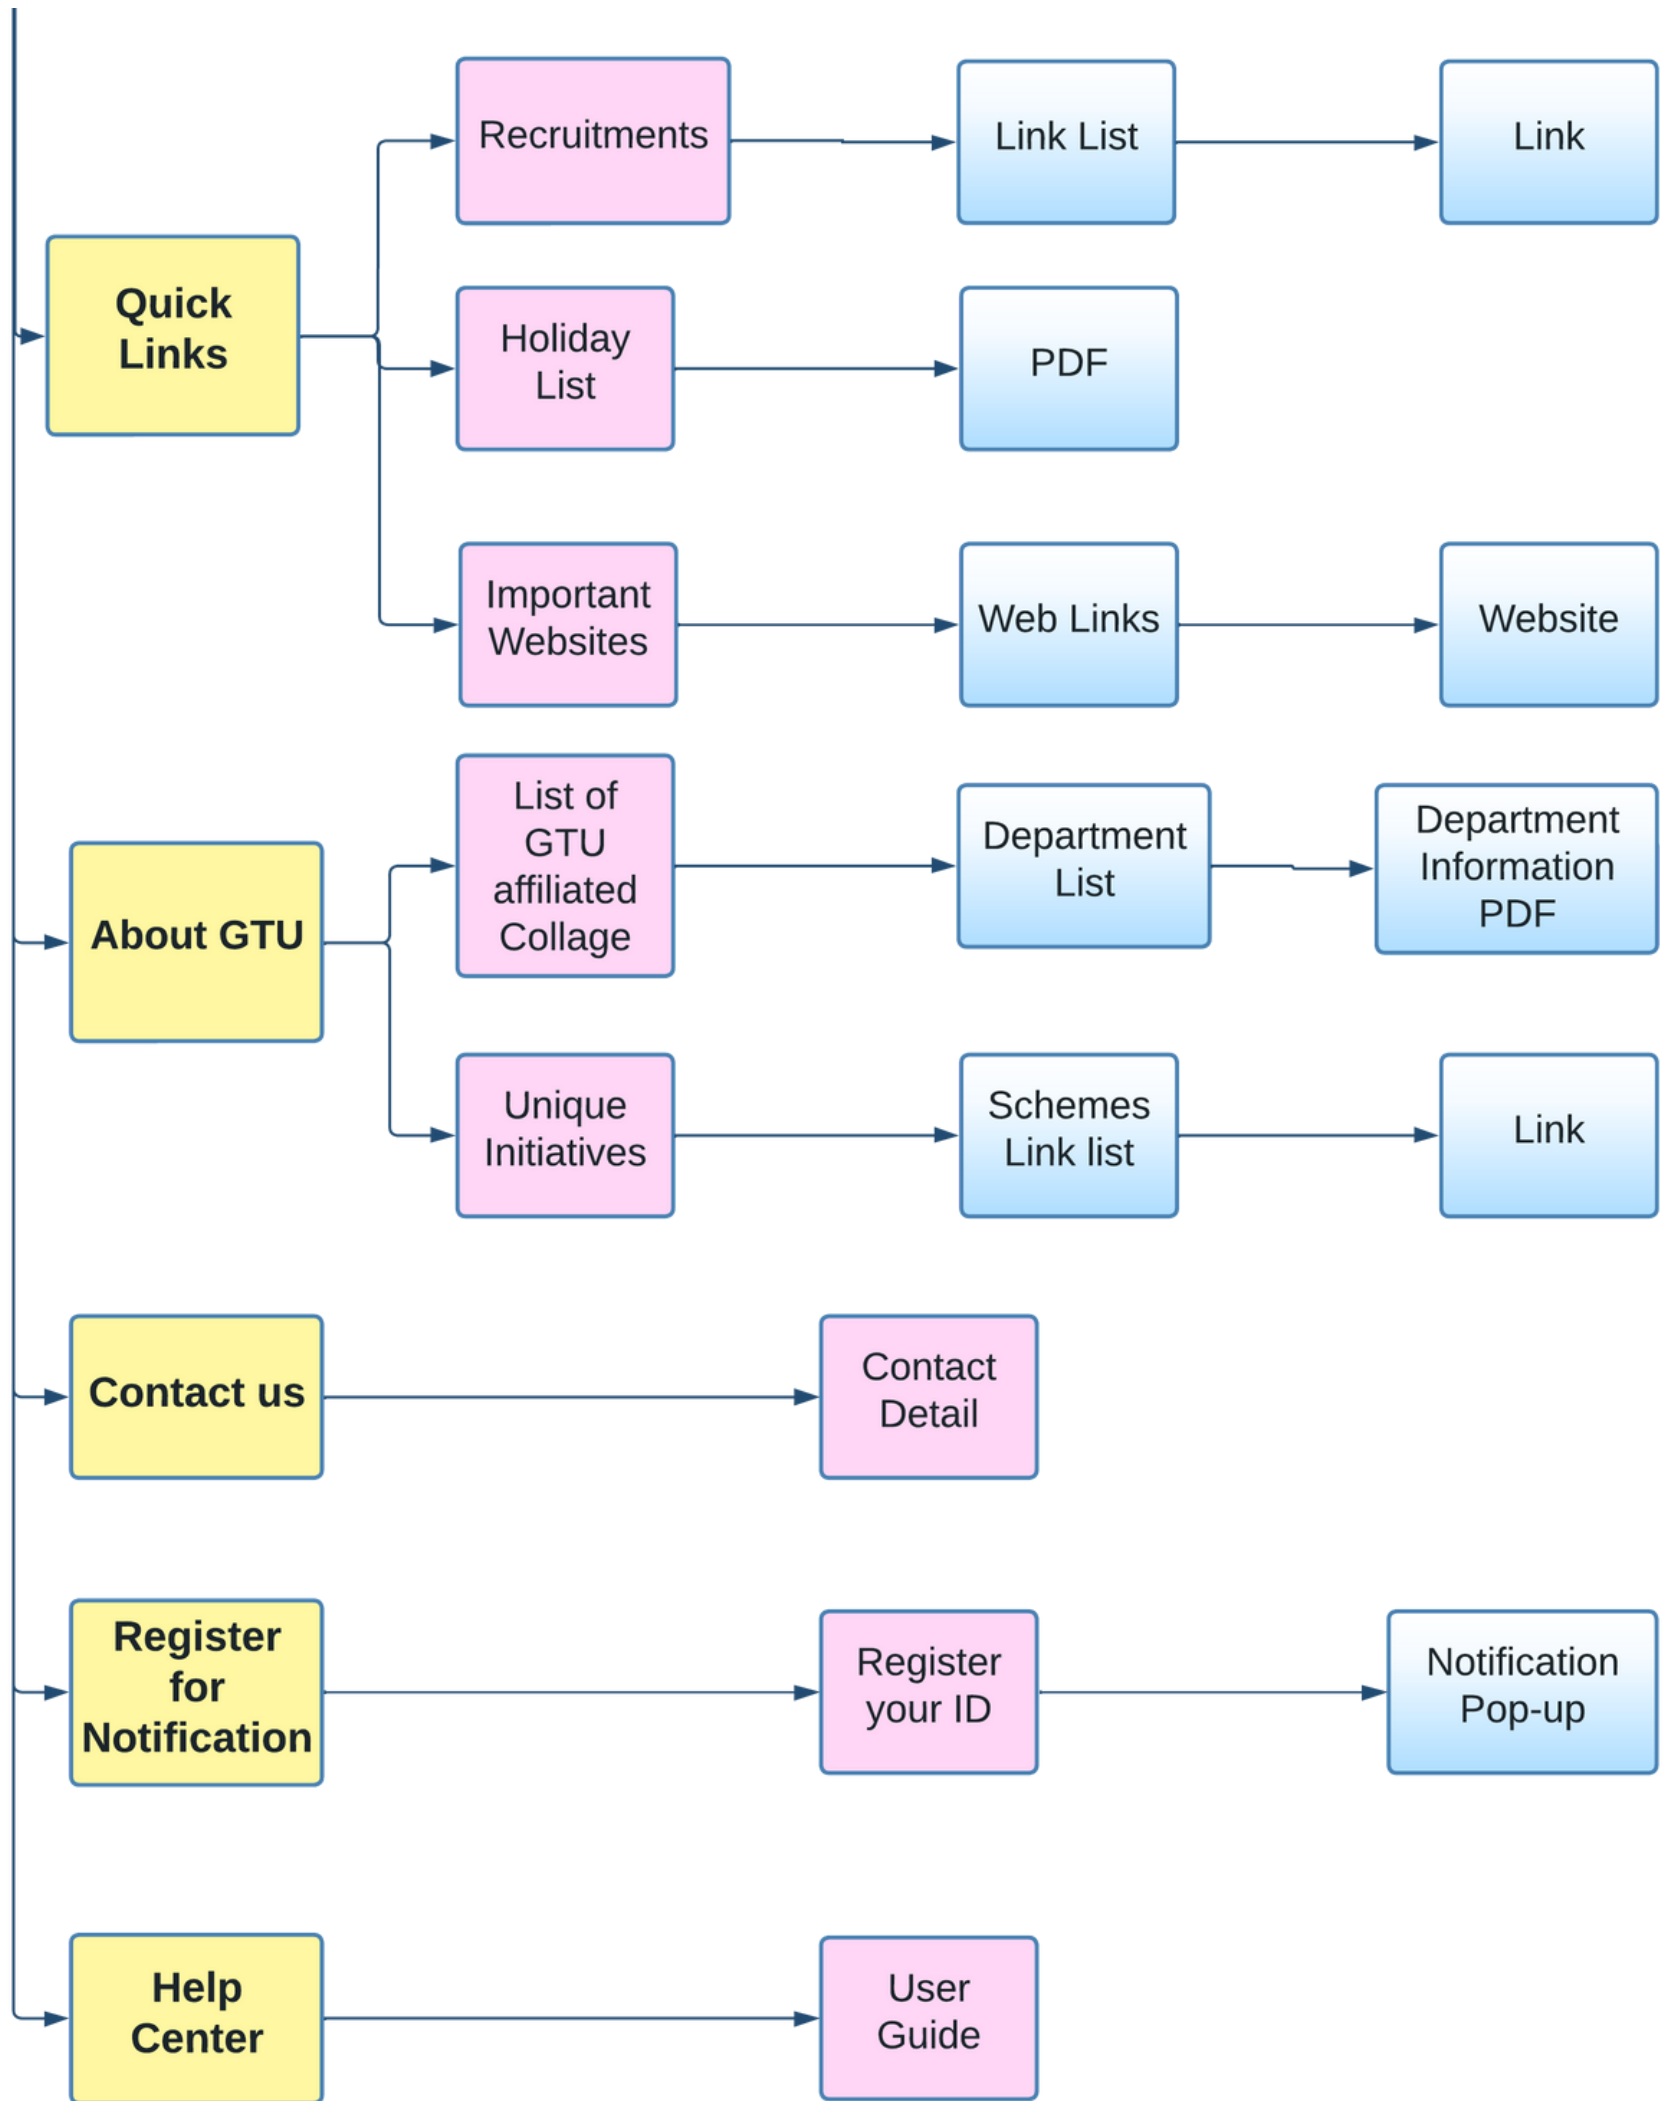 Recruitments
Link List
Link
Quick
Links
Holiday
List
PDF
Important
Websites
Web Links
Website
List of
GTU
affiliated
Collage
Department
List
Department
Information
PDF
About GTU
Unique
Initiatives
Schemes
Link list
Link
Contact us
Contact
Detail
Register
for
Notification
Register
your ID
Notification
Pop-up
Help
Center
User
Guide